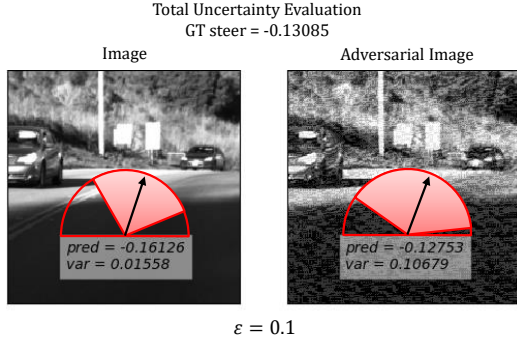 Total Uncertainty Evaluation
GT steer = -0.13085
Image
Adversarial Image
pred = -0.16126
var = 0.01558
pred = -0.12753
var = 0.10679
ε = 0.1